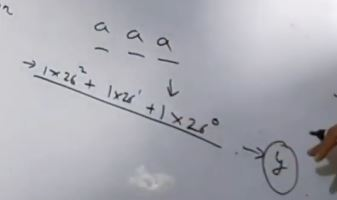 a a a
→ 1×26² + 1×26¹ + 1×26⁰
→ y